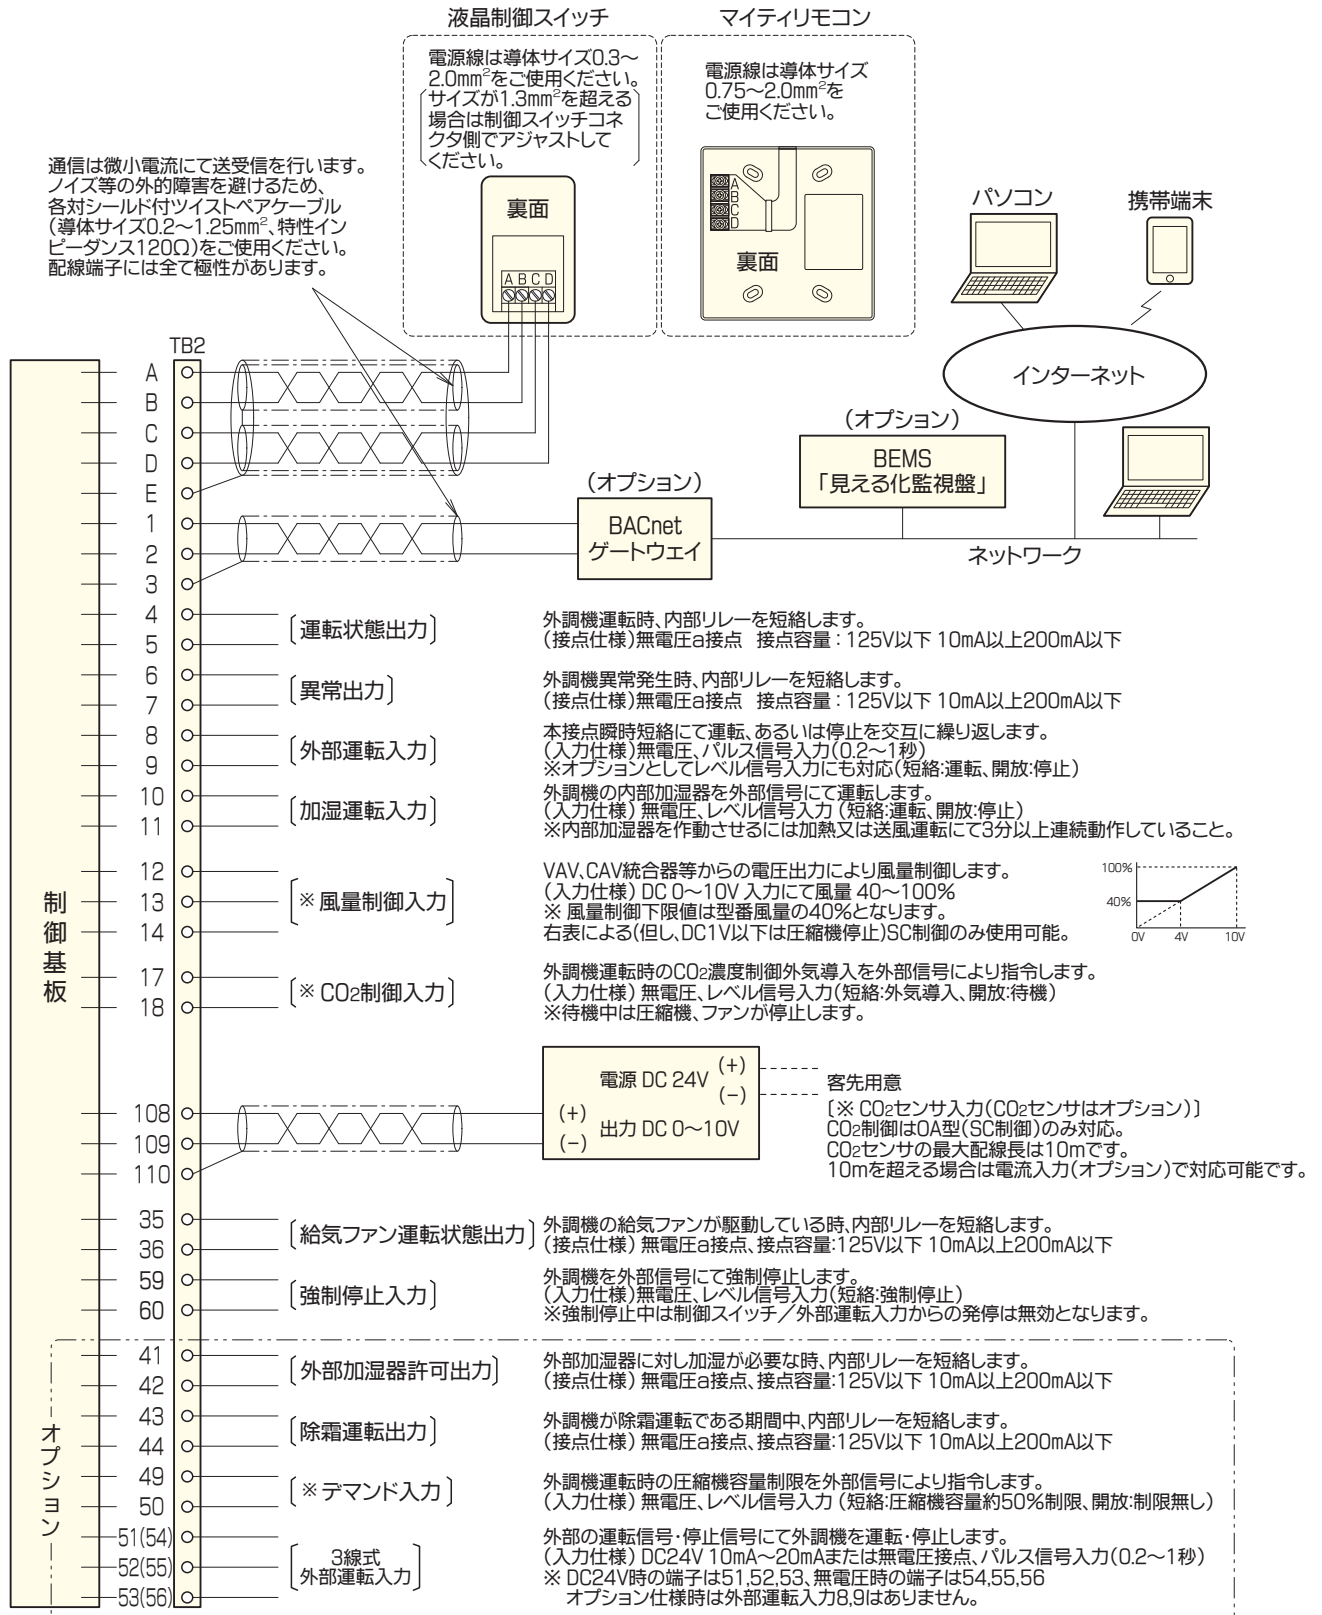 液晶制御スイッチ
マイティリモコン
電源線は導体サイズ0.3〜
2.0mm²をご使用ください。
サイズが1.3mm²を超える
場合は制御スイッチコネ
クタ側でアジャストして
ください。
電源線は導体サイズ
0.75〜2.0mm²を
ご使用ください。
通信は微小電流にて送受信を行います。
ノイズ等の外的障害を避けるため、
各対シールド付ツイストペアケーブル
(導体サイズ0.2〜1.25mm²、特性イン
ピーダンス120Ω)をご使用ください。
配線端子には全て極性があります。
裏面
A B C D
A
B
C
D
裏面
パソコン
携帯端末
インターネット
TB2
A
B
C
D
E
1
2
3
(オプション)
BACnet
ゲートウェイ
(オプション)
BEMS
「見える化監視盤」
ネットワーク
制御基板
4
5
〔運転状態出力〕
外調機運転時、内部リレーを短絡します。
(接点仕様)無電圧a接点 接点容量:125V以下 10mA以上200mA以下
6
7
〔異常出力〕
外調機異常発生時、内部リレーを短絡します。
(接点仕様)無電圧a接点 接点容量:125V以下 10mA以上200mA以下
8
9
〔外部運転入力〕
本接点瞬時短絡にて運転、あるいは停止を交互に繰り返します。
(入力仕様)無電圧、パルス信号入力(0.2〜1秒)
※オプションとしてレベル信号入力にも対応(短絡:運転、開放:停止)
10
11
〔加湿運転入力〕
外調機の内部加湿器を外部信号にて運転します。
(入力仕様) 無電圧、レベル信号入力 (短絡:運転、開放:停止)
※内部加湿器を作動させるには加熱又は送風運転にて3分以上連続動作していること。
12
13
14
〔※風量制御入力〕
VAV、CAV統合器等からの電圧出力により風量制御します。
(入力仕様) DC 0〜10V 入力にて風量 40〜100%
※ 風量制御下限値は型番風量の40%となります。
右表による(但し、DC1V以下は圧縮機停止)SC制御のみ使用可能。
100%
40%
0V 4V 10V
17
18
〔※ CO2制御入力〕
外調機運転時のCO2濃度制御外気導入を外部信号により指令します。
(入力仕様) 無電圧、レベル信号入力(短絡:外気導入、開放:待機)
※待機中は圧縮機、ファンが停止します。
108
109
110
電源 DC 24V
(+)
(−)
(+)
(−)
出力 DC 0〜10V
客先用意
〔※ CO2センサ入力(CO2センサはオプション)〕
CO2制御はOA型(SC制御)のみ対応。
CO2センサの最大配線長は10mです。
10mを超える場合は電流入力(オプション)で対応可能です。
35
36
〔給気ファン運転状態出力〕
外調機の給気ファンが駆動している時、内部リレーを短絡します。
(接点仕様) 無電圧a接点、接点容量:125V以下 10mA以上200mA以下
59
60
〔強制停止入力〕
外調機を外部信号にて強制停止します。
(入力仕様)無電圧、レベル信号入力(短絡:強制停止)
※強制停止中は制御スイッチ/外部運転入力からの発停は無効となります。
オプション
41
42
〔外部加湿器許可出力〕
外部加湿器に対し加湿が必要な時、内部リレーを短絡します。
(接点仕様) 無電圧a接点、接点容量:125V以下 10mA以上200mA以下
43
44
〔除霜運転出力〕
外調機が除霜運転である期間中、内部リレーを短絡します。
(接点仕様) 無電圧a接点、接点容量:125V以下 10mA以上200mA以下
49
50
〔※デマンド入力〕
外調機運転時の圧縮機容量制限を外部信号により指令します。
(入力仕様) 無電圧、レベル信号入力 (短絡:圧縮機容量約50%制限、開放:制限無し)
51(54)
52(55)
53(56)
3線式
外部運転入力
外部の運転信号・停止信号にて外調機を運転・停止します。
(入力仕様) DC24V 10mA〜20mAまたは無電圧接点、パルス信号入力(0.2〜1秒)
※ DC24V時の端子は51,52,53、無電圧時の端子は54,55,56
オプション仕様時は外部運転入力8,9はありません。